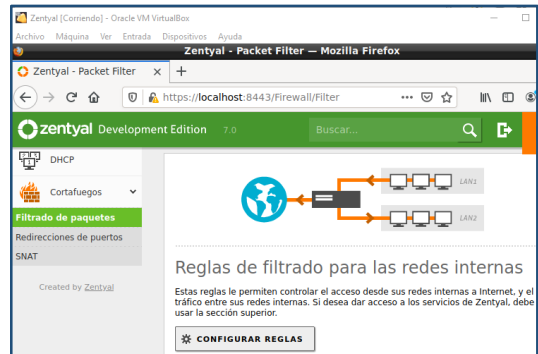 Zentyal [Corriendo] - Oracle VM VirtualBox
Archivo Máquina Ver Entrada Dispositivos Ayuda
Zentyal - Packet Filter — Mozilla Firefox
Zentyal - Packet Filter
https://localhost:8443/Firewall/Filter
zentyal Development Edition 7.0
Buscar...
DHCP
Cortafuegos
Filtrado de paquetes
Redirecciones de puertos
SNAT
Created by Zentyal
LAN1
LAN2
Reglas de filtrado para las redes internas
Estas reglas le permiten controlar el acceso desde sus redes internas a Internet, y el
tráfico entre sus redes internas. Si desea dar acceso a los servicios de Zentyal, debe
usar la sección superior.
CONFIGURAR REGLAS